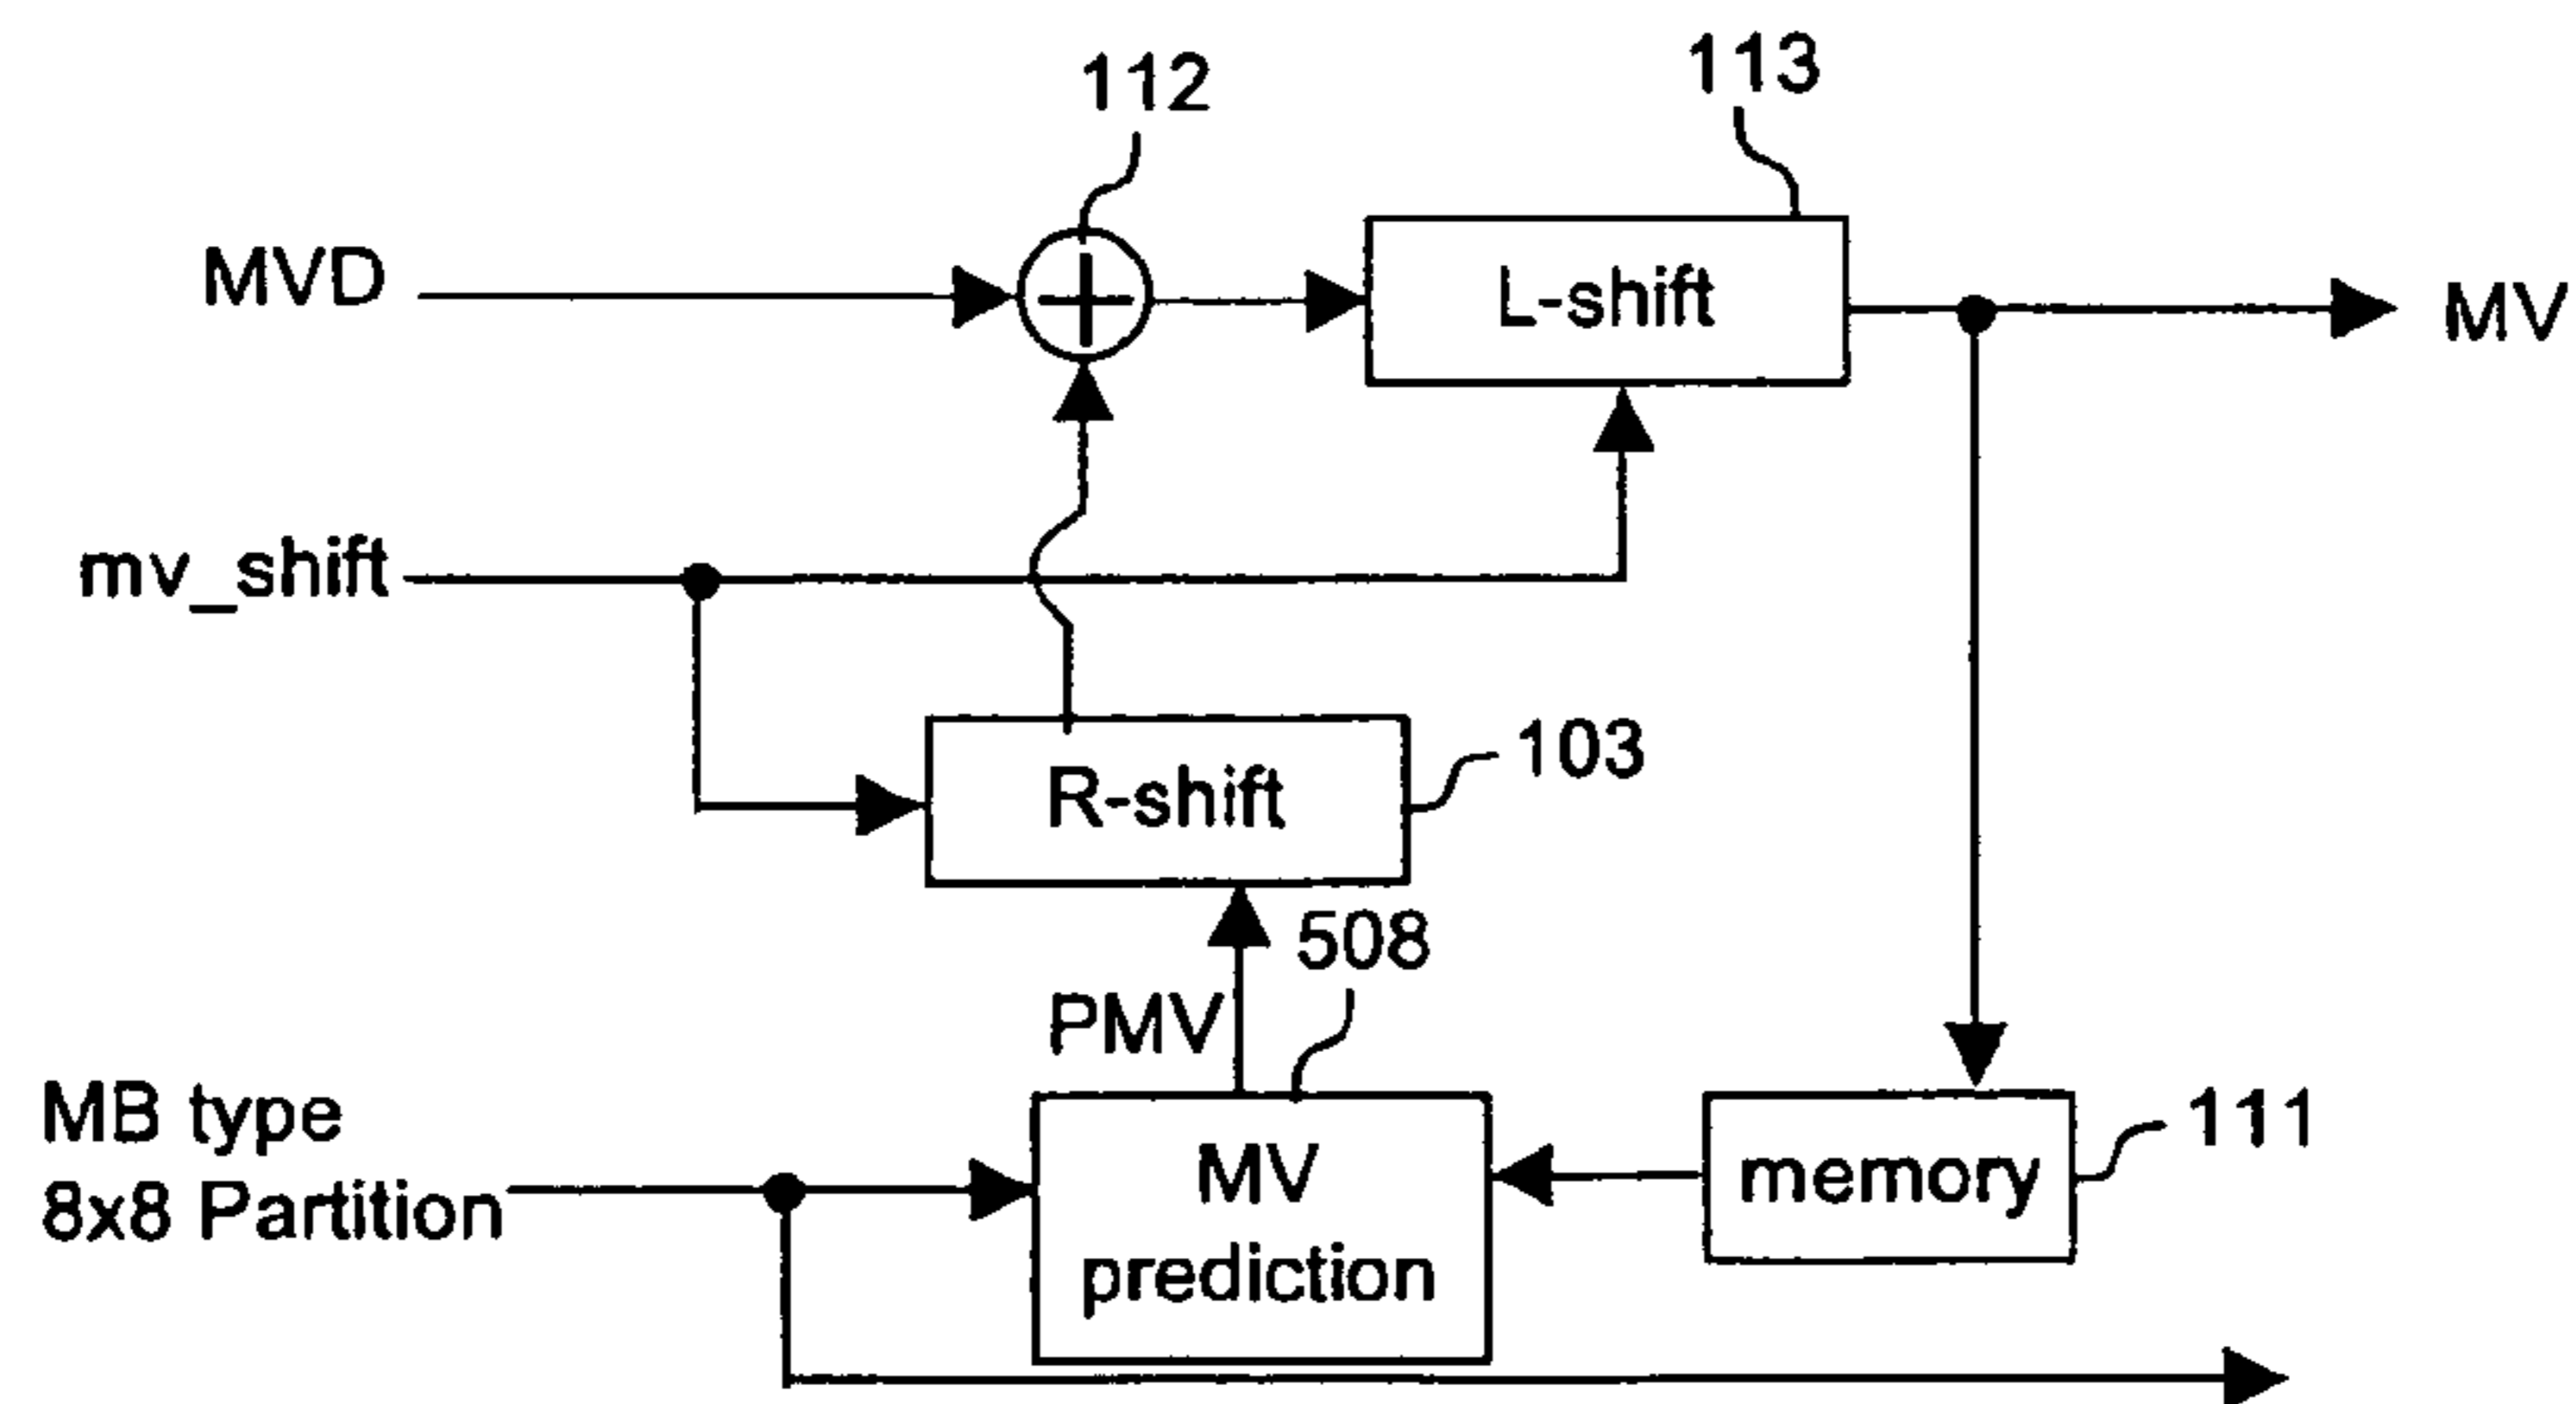 112
113
MVD
L-shift
MV
mv_shift
R-shift
103
508
PMV
MB type
8x8 Partition
MV
prediction
memory
111